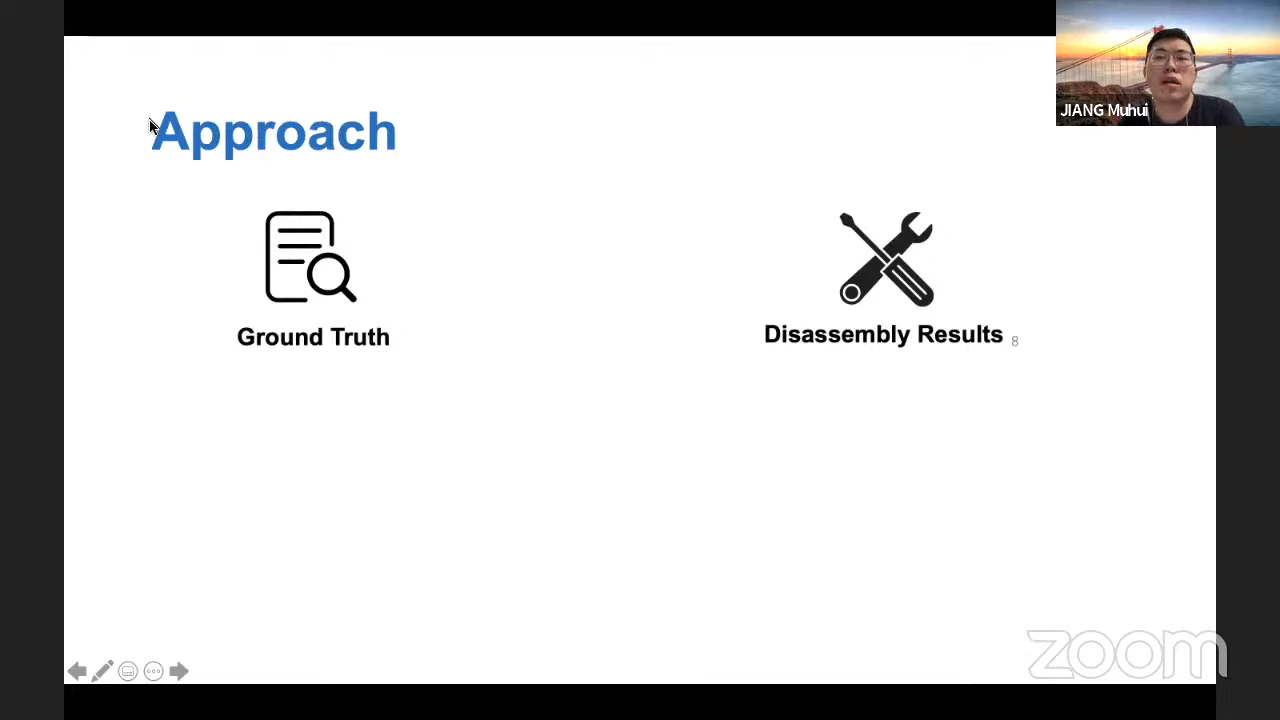 JIANG Muhui
Approach
Ground Truth
Disassembly Results
8
zoom